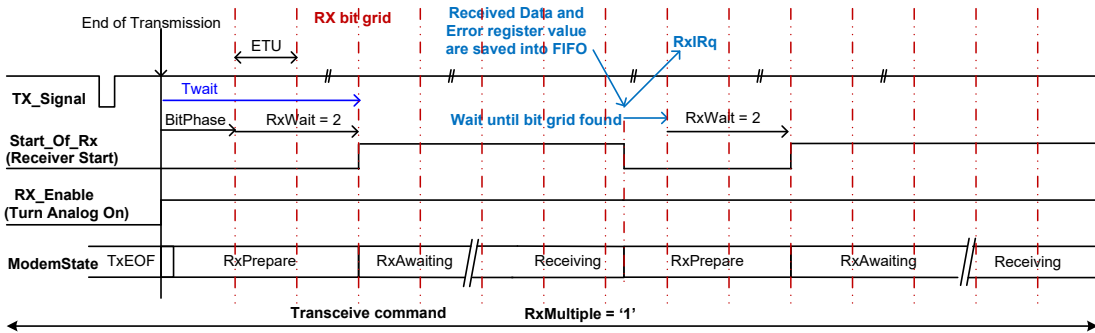 End of Transmission
RX bit grid
Received Data and
Error register value
are saved into FIFO
RxIRq
ETU
TX_Signal
Twait
BitPhase
RxWait = 2
Wait until bit grid found
RxWait = 2
Start_Of_Rx
(Receiver Start)
RX_Enable
(Turn Analog On)
ModemState
TxEOF
RxPrepare
RxAwaiting
Receiving
RxPrepare
RxAwaiting
Receiving
Transceive command
RxMultiple = ‘1’